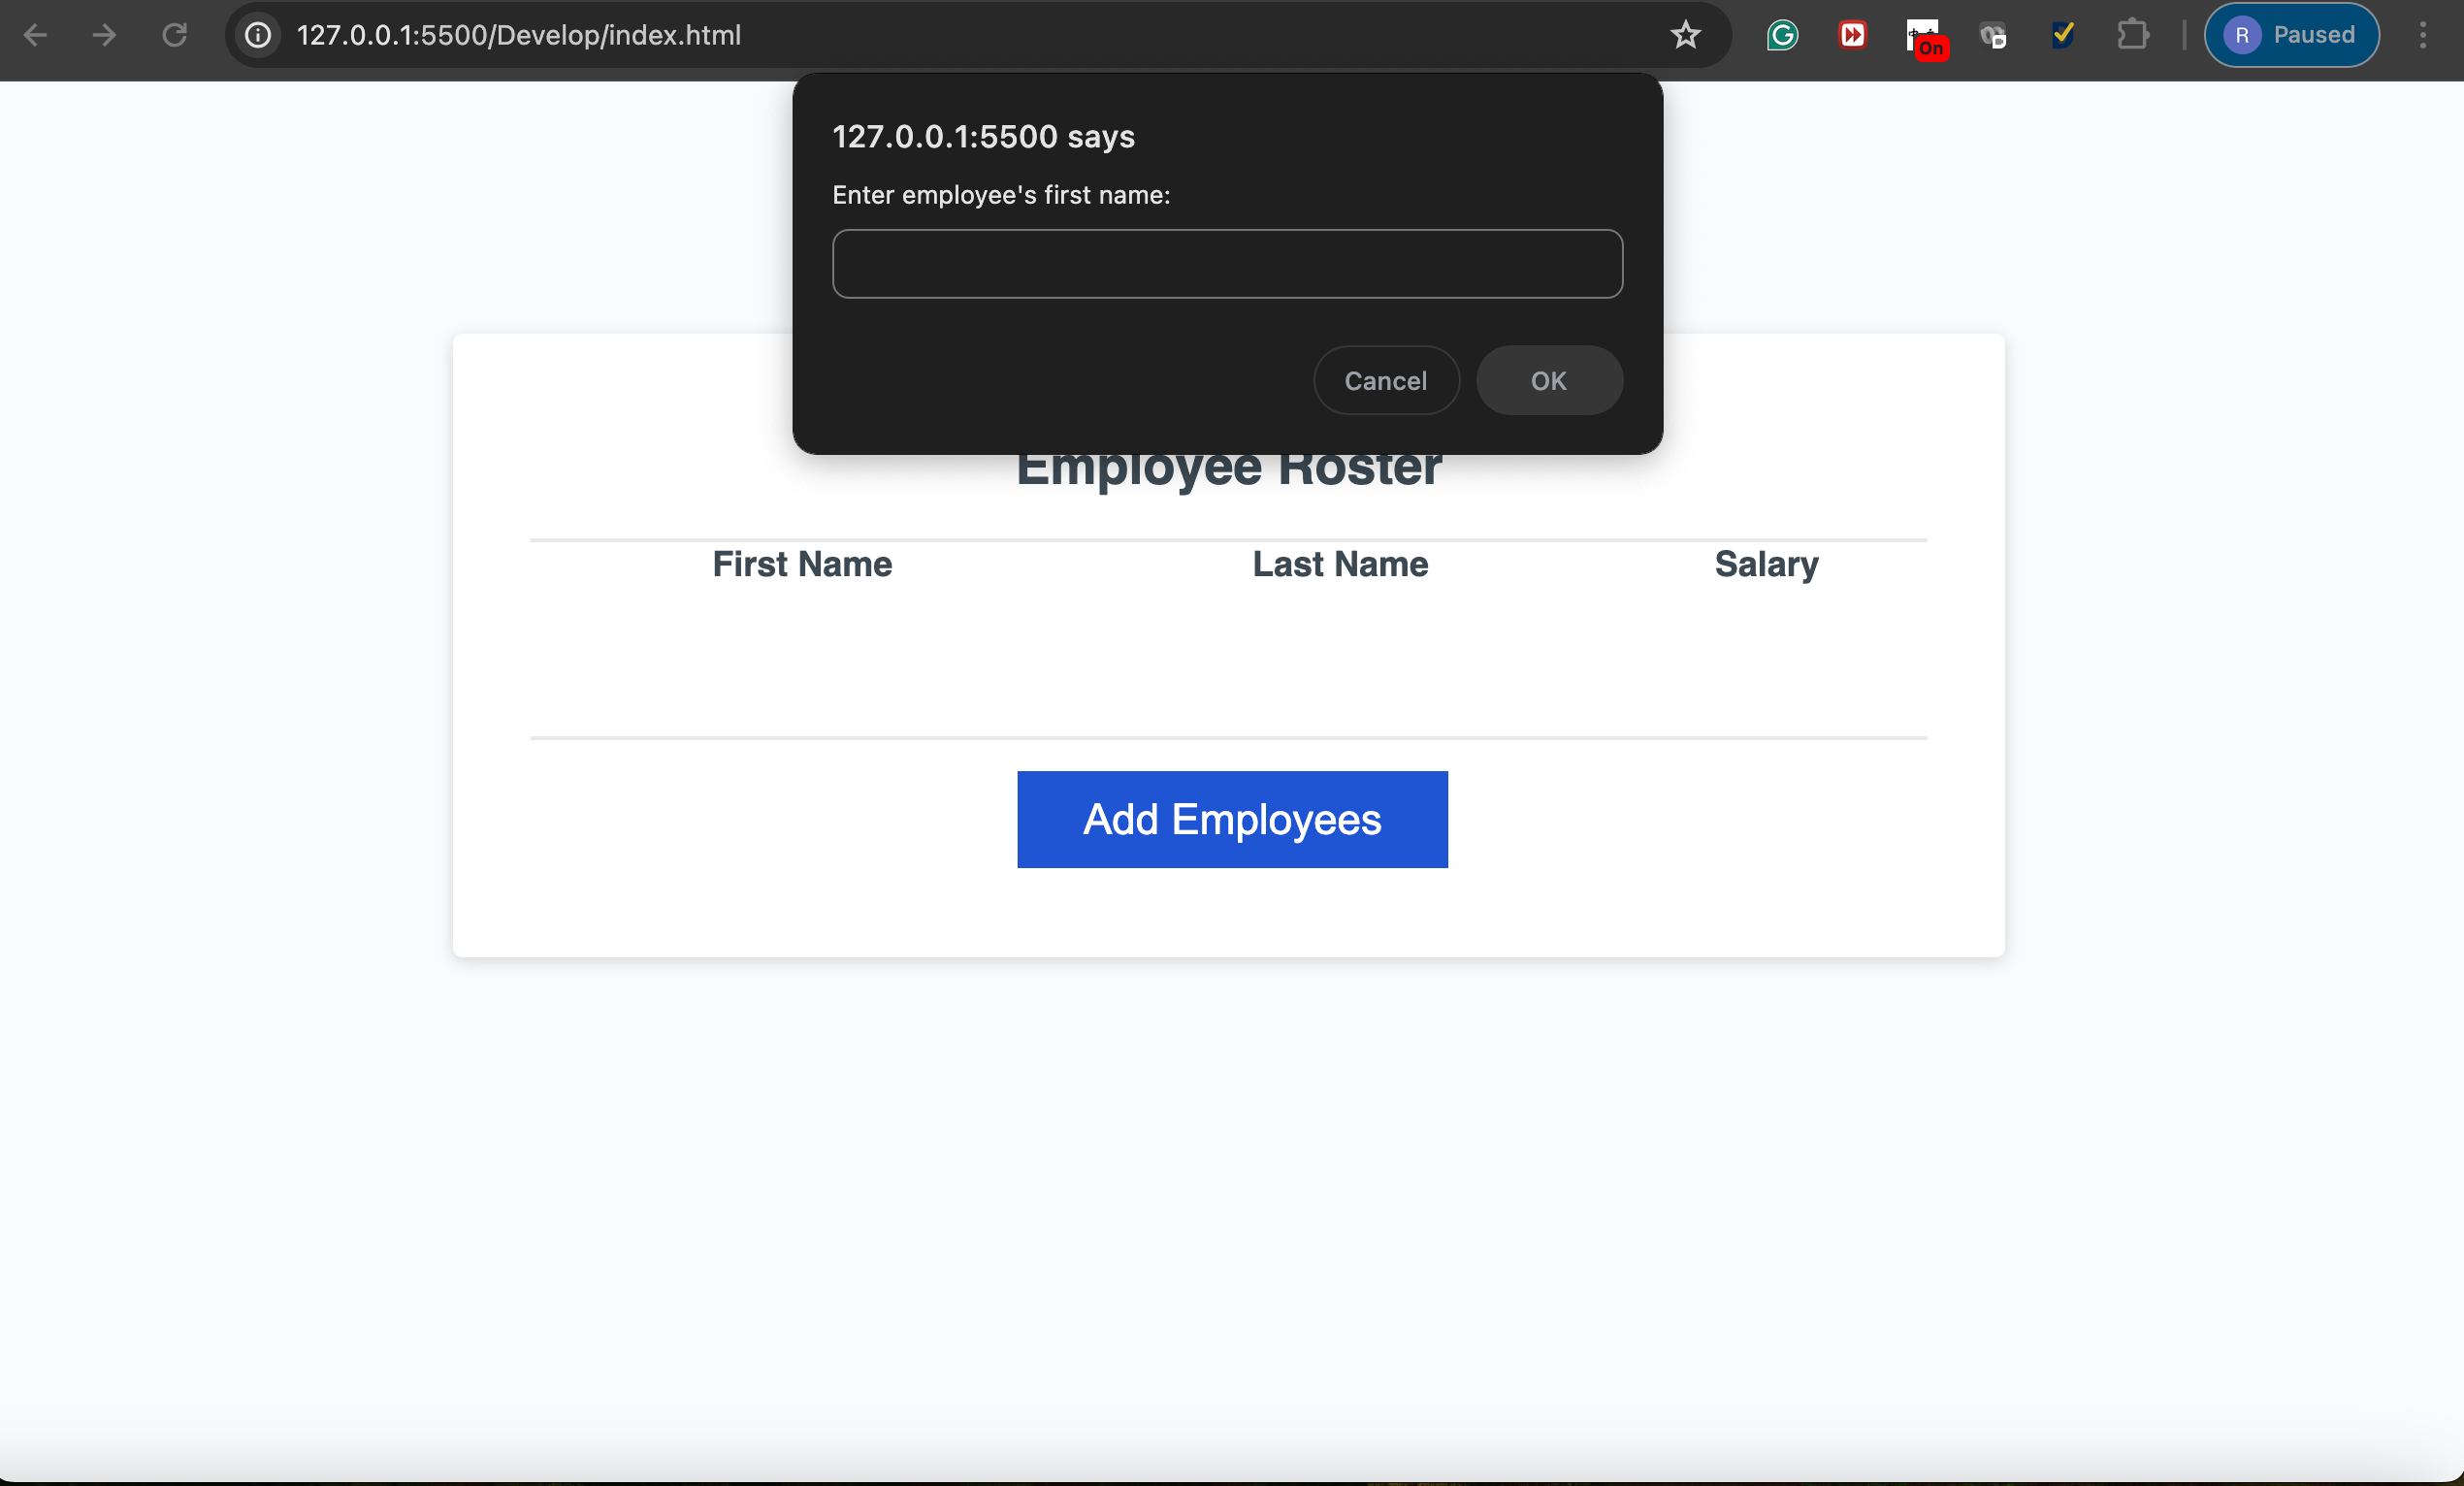 127.0.0.1:5500/Develop/index.html
On
R Paused
127.0.0.1:5500 says
Enter employee's first name:
Cancel OK
Employee Roster
First Name Last Name Salary
Add Employees